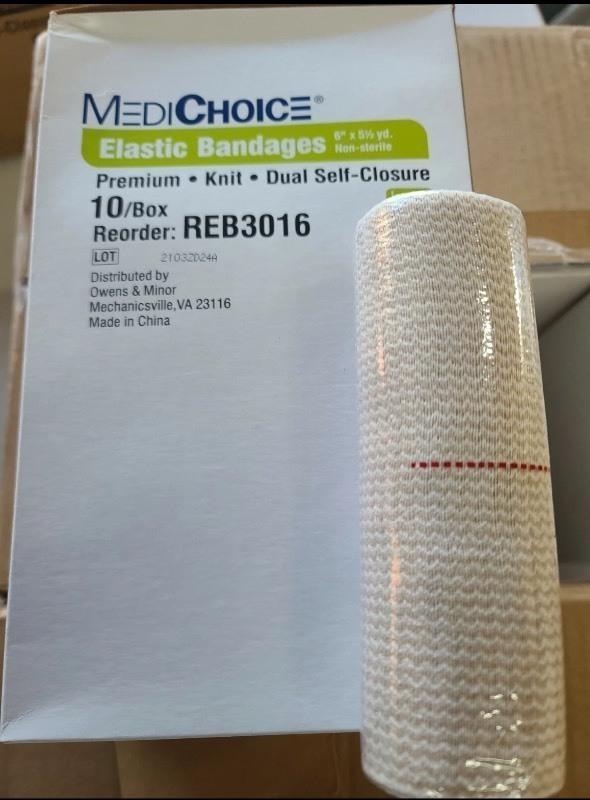 MEDICHOICE®
Elastic Bandages 6" x 5½ yd.
Non-sterile
Premium • Knit • Dual Self-Closure
10/Box
Reorder: REB3016
LOT 21032D24A
Distributed by
Owens & Minor
Mechanicsville, VA 23116
Made in China